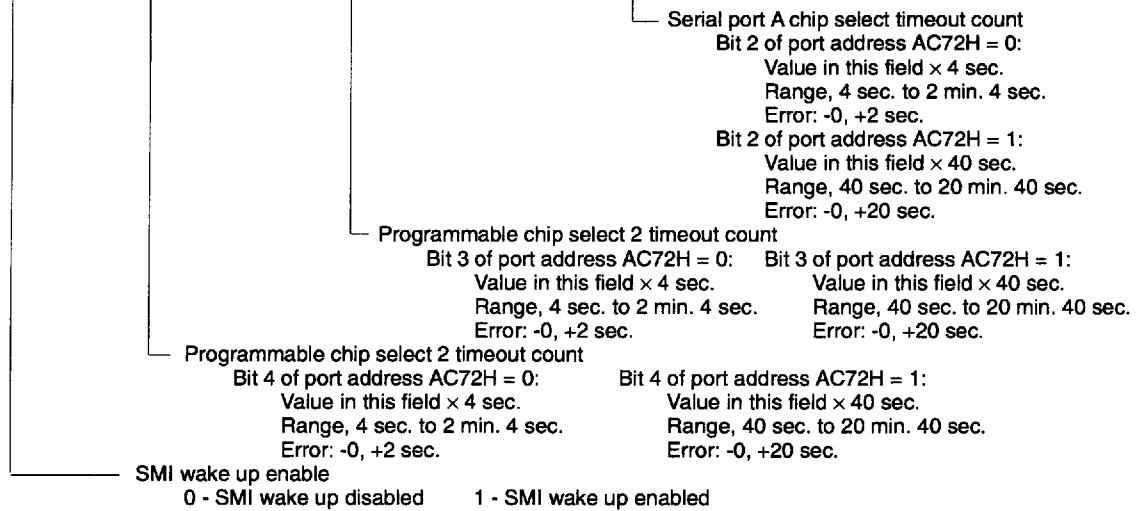 Serial port A chip select timeout count
Bit 2 of port address AC72H = 0:
Value in this field × 4 sec.
Range, 4 sec. to 2 min. 4 sec.
Error: -0, +2 sec.
Bit 2 of port address AC72H = 1:
Value in this field × 40 sec.
Range, 40 sec. to 20 min. 40 sec.
Error: -0, +20 sec.
Programmable chip select 2 timeout count
Bit 3 of port address AC72H = 0: Bit 3 of port address AC72H = 1:
Value in this field × 4 sec. Value in this field × 40 sec.
Range, 4 sec. to 2 min. 4 sec. Range, 40 sec. to 20 min. 40 sec.
Error: -0, +2 sec. Error: -0, +20 sec.
Programmable chip select 2 timeout count
Bit 4 of port address AC72H = 0: Bit 4 of port address AC72H = 1:
Value in this field × 4 sec. Value in this field × 40 sec.
Range, 4 sec. to 2 min. 4 sec. Range, 40 sec. to 20 min. 40 sec.
Error: -0, +2 sec. Error: -0, +20 sec.
SMI wake up enable
0 - SMI wake up disabled 1 - SMI wake up enabled